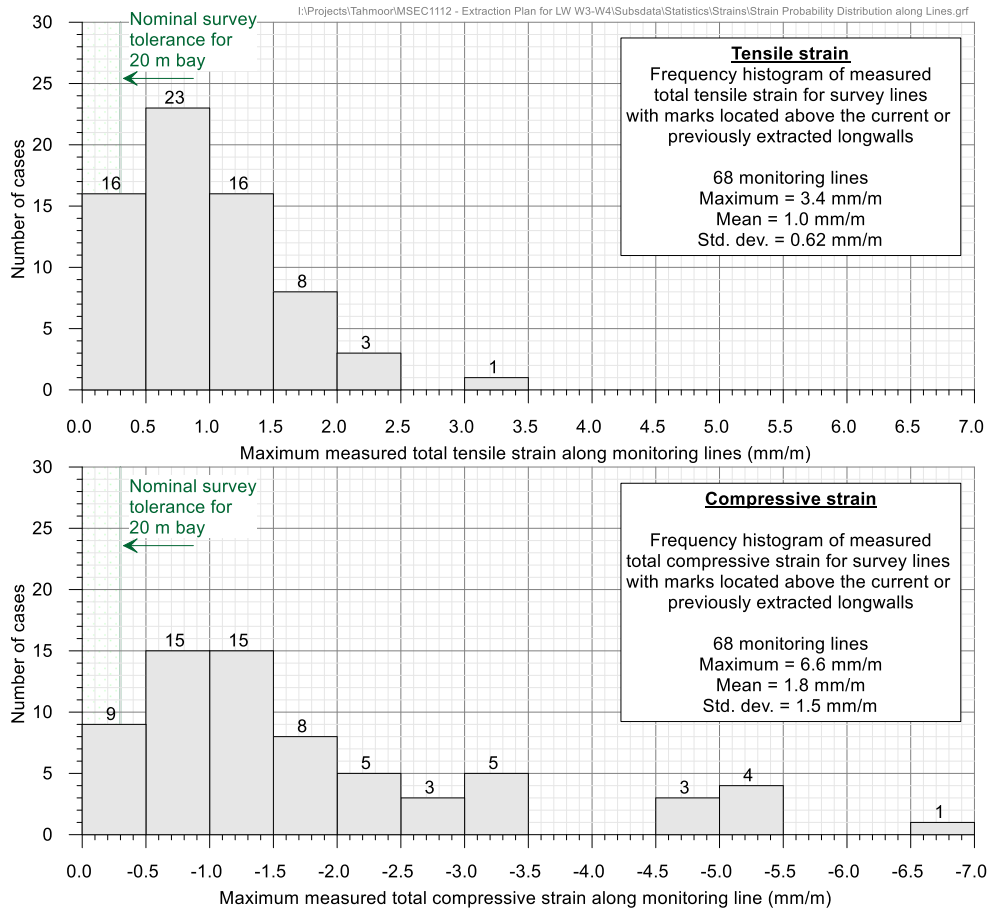 I:\Projects\Tahmoor\MSEC1112 - Extraction Plan for LW W3-W4\Subsdata\Statistics\Strains\Strain Probability Distribution along Lines.grf
Nominal survey
tolerance for
20 m bay
Tensile strain
Frequency histogram of measured
total tensile strain for survey lines
with marks located above the current or
previously extracted longwalls
68 monitoring lines
Maximum = 3.4 mm/m
Mean = 1.0 mm/m
Std. dev. = 0.62 mm/m
Number of cases
30
25
20
15
10
5
0
16
23
16
8
3
1
0.0 0.5 1.0 1.5 2.0 2.5 3.0 3.5 4.0 4.5 5.0 5.5 6.0 6.5 7.0
Maximum measured total tensile strain along monitoring lines (mm/m)
Nominal survey
tolerance for
20 m bay
Compressive strain
Frequency histogram of measured
total compressive strain for survey lines
with marks located above the current or
previously extracted longwalls
68 monitoring lines
Maximum = 6.6 mm/m
Mean = 1.8 mm/m
Std. dev. = 1.5 mm/m
Number of cases
30
25
20
15
10
5
0
9
15
15
8
5
3
5
3
4
1
0.0 -0.5 -1.0 -1.5 -2.0 -2.5 -3.0 -3.5 -4.0 -4.5 -5.0 -5.5 -6.0 -6.5 -7.0
Maximum measured total compressive strain along monitoring line (mm/m)